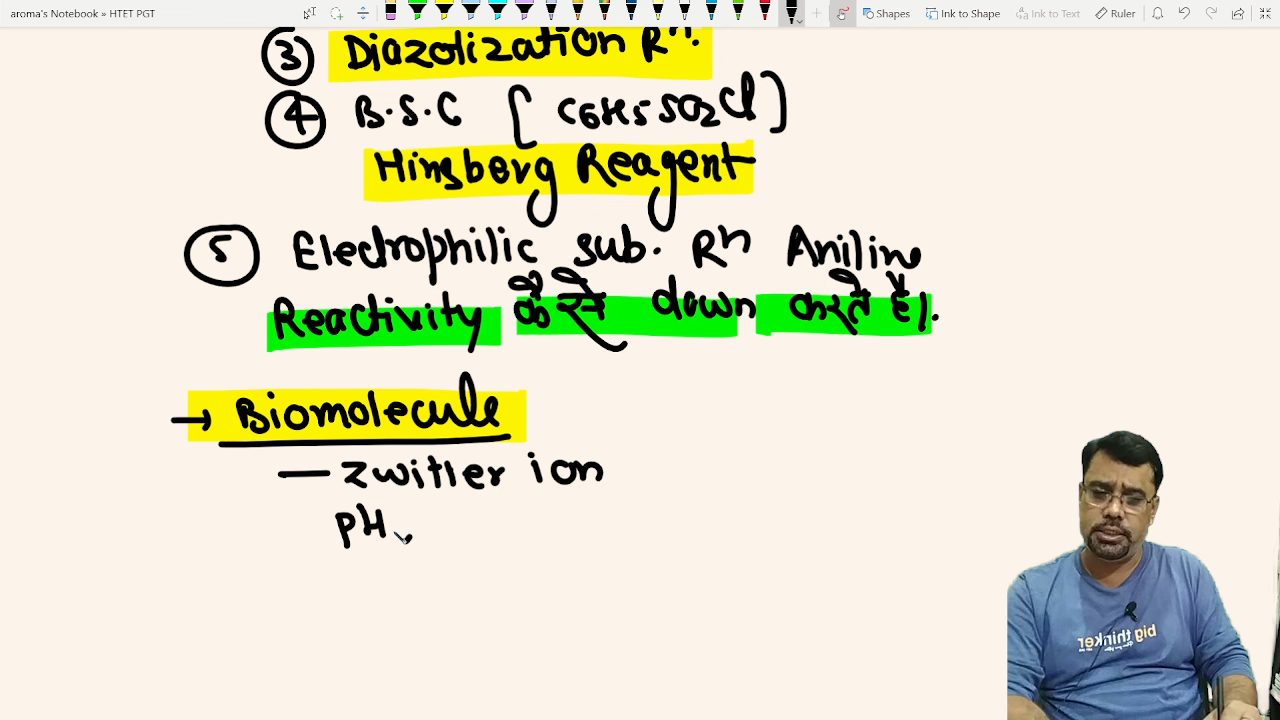 aroma's Notebook » HTET PGT
Shapes Ink to Shape Ink to Text Ruler
③ Diazolization Rⁿ.
④ B.S.C [C6H5SO2Cl]
Hinsberg Reagent
⑤ Electrophilic sub. Rⁿ Aniline
Reactivity कैसे down करते हैं।
→ Biomolecule
— Zwitter ion
PH
big thinker